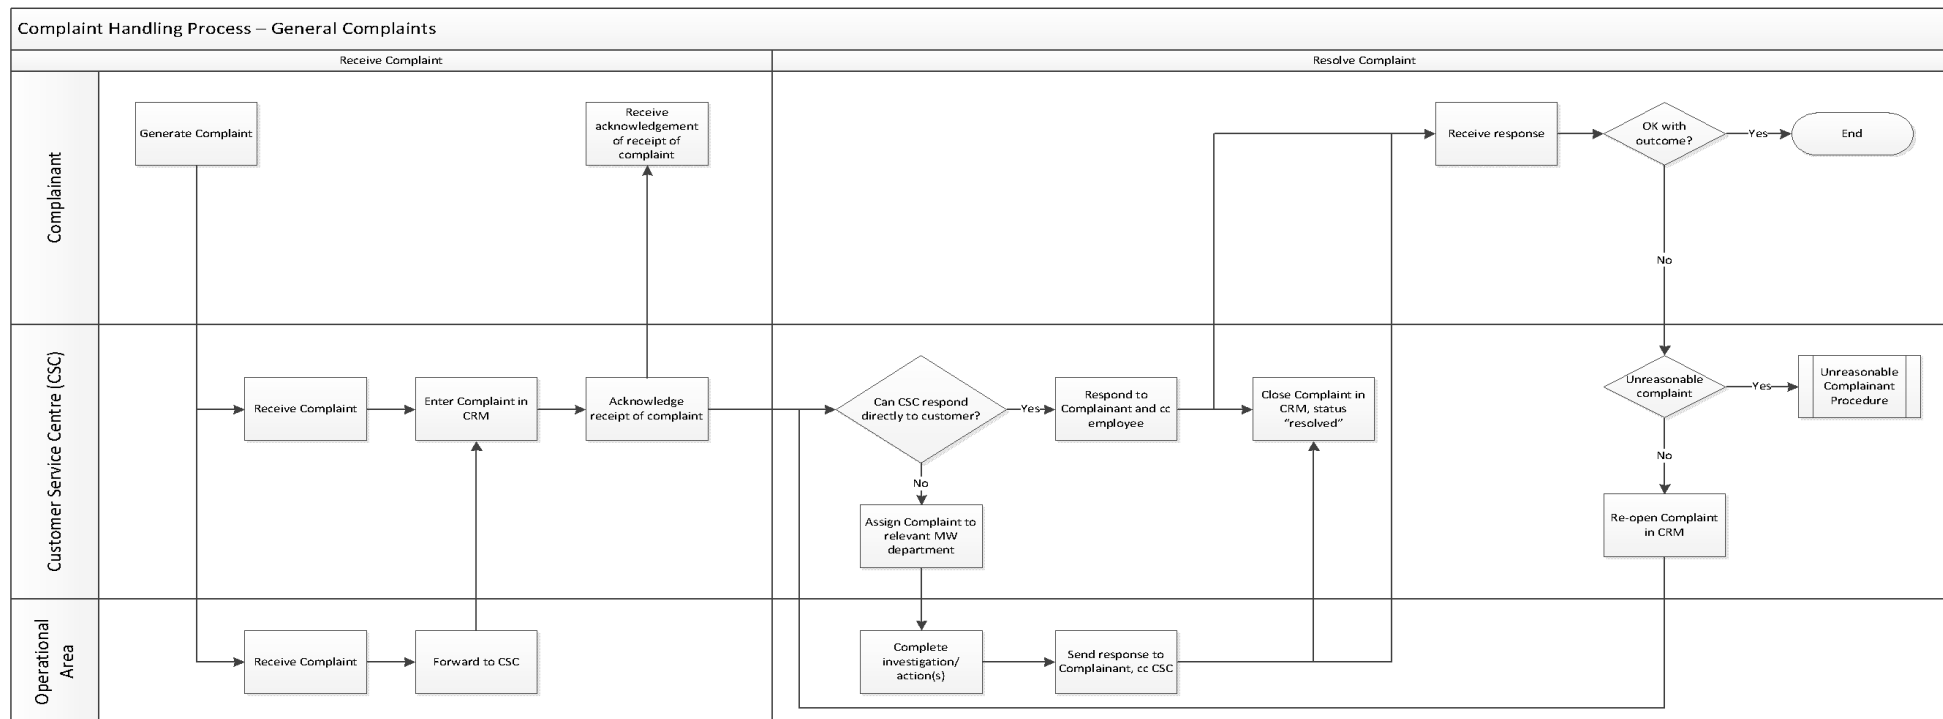 Complaint Handling Process – General Complaints
Receive Complaint
Resolve Complaint
Complainant
Generate Complaint
Receive
acknowledgement
of receipt of
complaint
Receive response
OK with
outcome?
Yes
End
No
Customer Service Centre (CSC)
Receive Complaint
Enter Complaint in
CRM
Acknowledge
receipt of complaint
Can CSC respond
directly to customer?
Yes
Respond to
Complainant and cc
employee
Close Complaint in
CRM, status
“resolved”
Unreasonable
complaint
Yes
Unreasonable
Complainant
Procedure
No
Assign Complaint to
relevant MW
department
No
Re-open Complaint
in CRM
Operational
Area
Receive Complaint
Forward to CSC
Complete
investigation/
action(s)
Send response to
Complainant, cc CSC